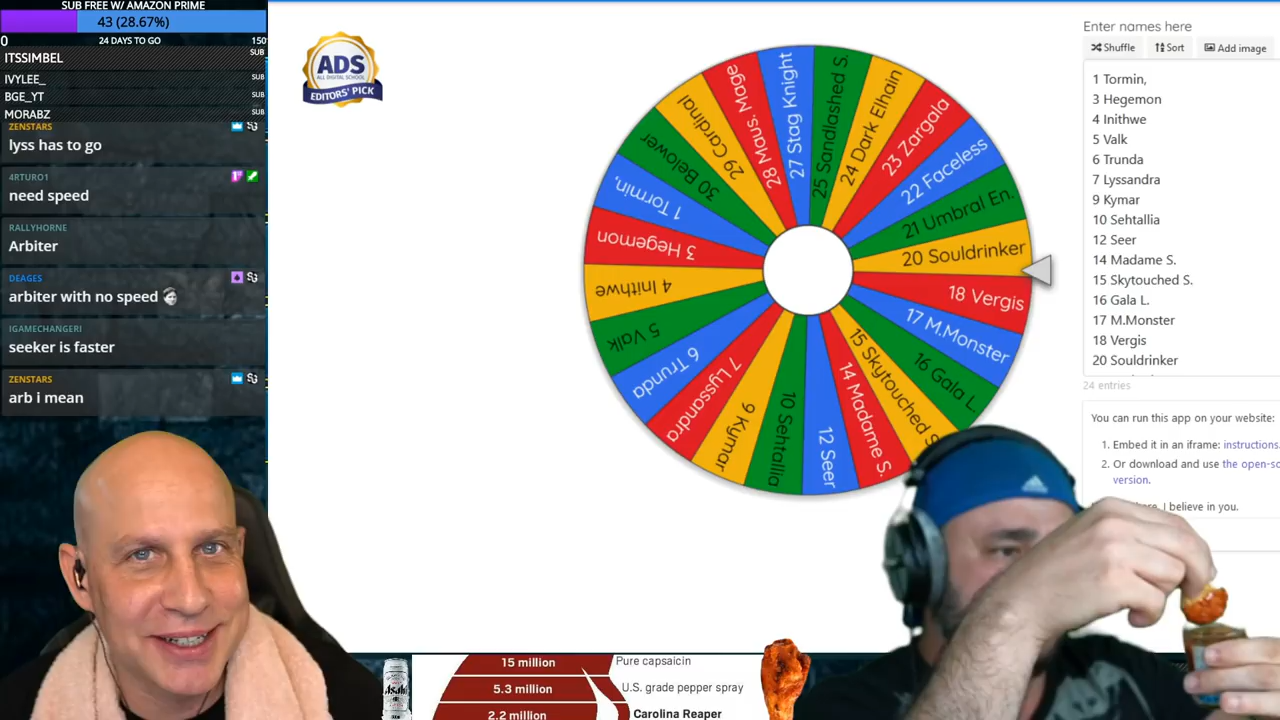 SUB FREE W/ AMAZON PRIME
43 (28.67%)
0 24 DAYS TO GO 150
ITSSIMBEL SUB
IVYLEE_ SUB
BGE_YT SUB
MORABZ SUB
ZENSTARS
lyss has to go
4RTURO1
need speed
RALLYHORNE
Arbiter
DEAGES
arbiter with no speed
IGAMECHANGERI
seeker is faster
ZENSTARS
arb i mean
ADS
ALL DIGITAL SCHOOL
EDITORS' PICK
1 Tormin,
3 Hegemon
4 Inithwe
5 Valk
6 Trunda
7 Lyssandra
9 Kymar
10 Sehtallia
12 Seer
14 Madame S.
15 Skytouched S
16 Gala L.
17 M.Monster
18 Vergis
20 Souldrinker
21 Umbral En.
22 Faceless
23 Zargala
24 Dark Elhain
25 Sandlashed S.
27 Stag Knight
28 Maus. Mage
29 Cardinal
30 Belower
Enter names here
Shuffle Sort Add image
1 Tormin,
3 Hegemon
4 Inithwe
5 Valk
6 Trunda
7 Lyssandra
9 Kymar
10 Sehtallia
12 Seer
14 Madame S.
15 Skytouched S.
16 Gala L.
17 M.Monster
18 Vergis
20 Souldrinker
24 entries
You can run this app on your website:
1. Embed it in an iframe: instructions.
2. Or download and use the open-so
version.
, I believe in you.
15 million Pure capsaicin
5.3 million U.S. grade pepper spray
2.2 million Carolina Reaper
Asahi